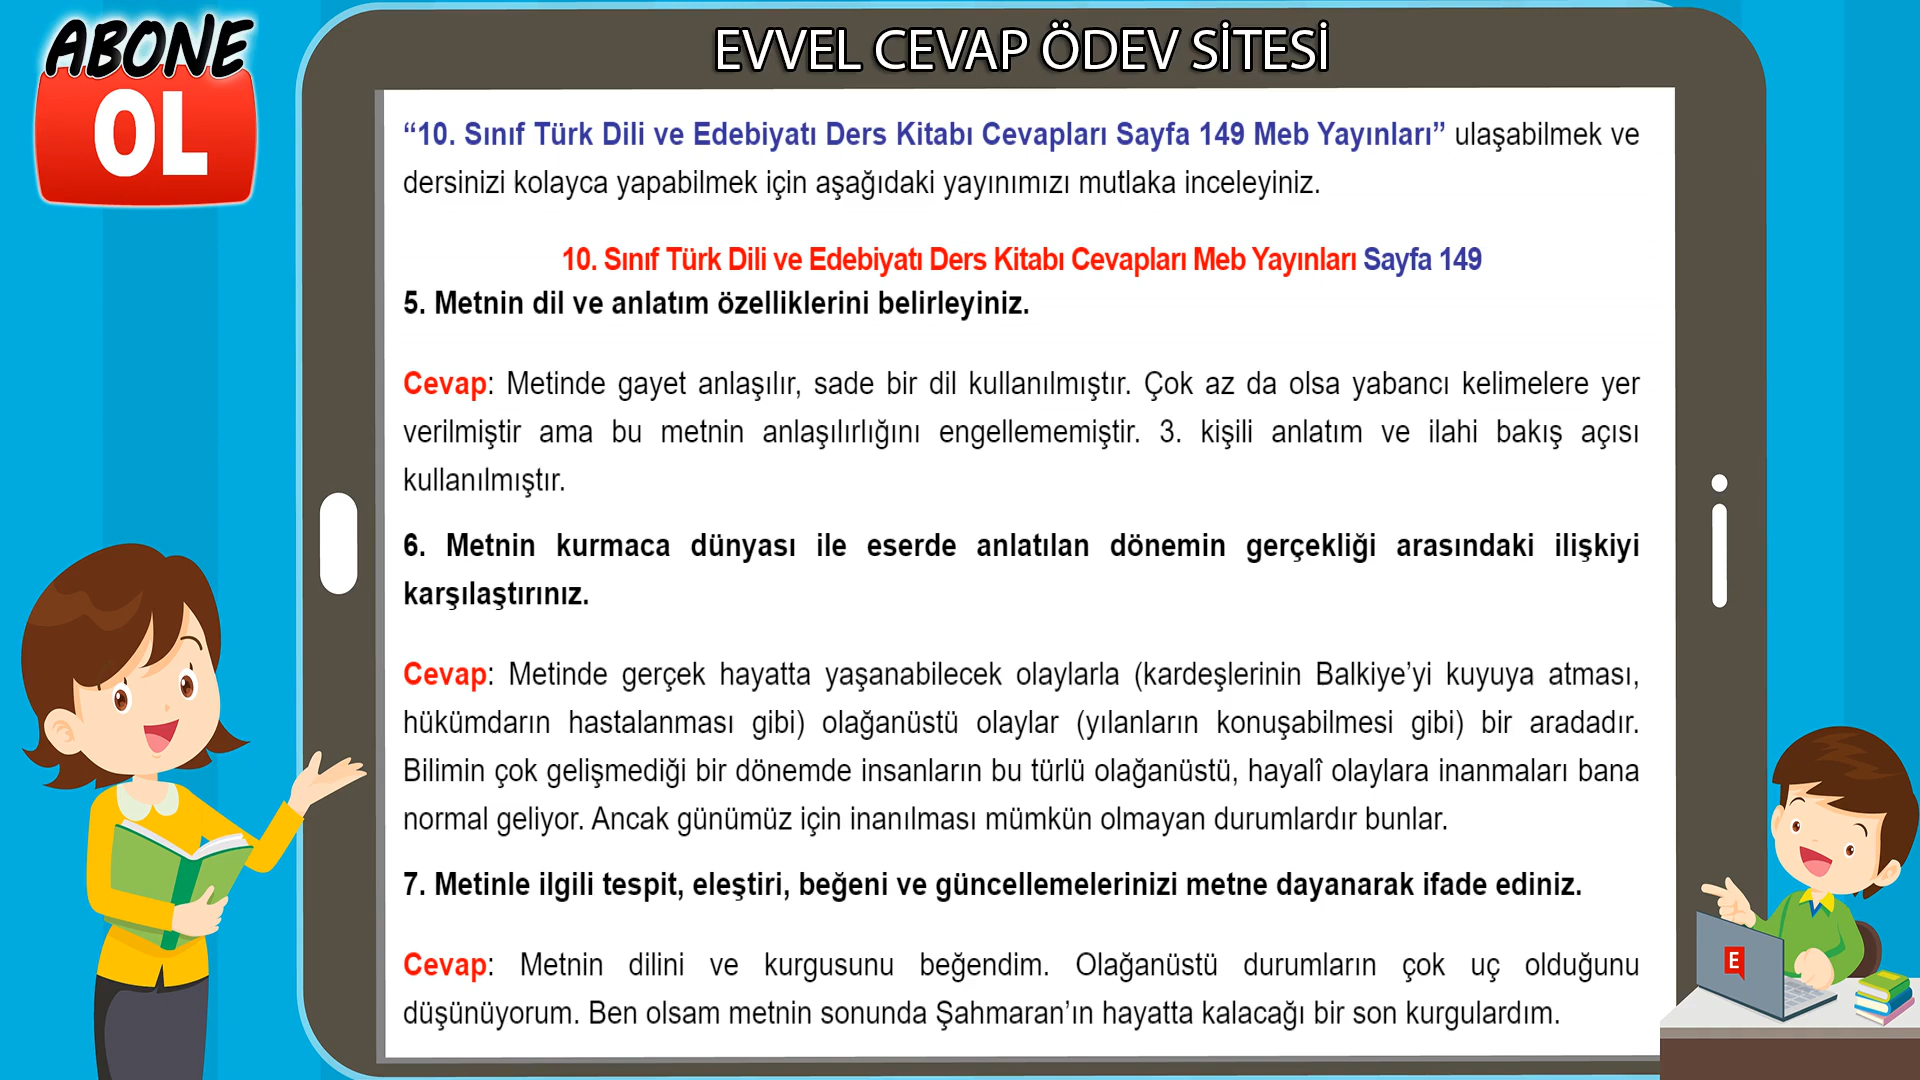 ABONE
OL
EVVEL CEVAP ÖDEV SİTESİ
“10. Sınıf Türk Dili ve Edebiyatı Ders Kitabı Cevapları Sayfa 149 Meb Yayınları” ulaşabilmek ve
dersinizi kolayca yapabilmek için aşağıdaki yayınımızı mutlaka inceleyiniz.
10. Sınıf Türk Dili ve Edebiyatı Ders Kitabı Cevapları Meb Yayınları Sayfa 149
5. Metnin dil ve anlatım özelliklerini belirleyiniz.
Cevap: Metinde gayet anlaşılır, sade bir dil kullanılmıştır. Çok az da olsa yabancı kelimelere yer
verilmiştir ama bu metnin anlaşılırlığını engellememiştir. 3. kişili anlatım ve ilahi bakış açısı
kullanılmıştır.
6. Metnin kurmaca dünyası ile eserde anlatılan dönemin gerçekliği arasındaki ilişkiyi
karşılaştırınız.
Cevap: Metinde gerçek hayatta yaşanabilecek olaylarla (kardeşlerinin Balkiye’yi kuyuya atması,
hükümdarın hastalanması gibi) olağanüstü olaylar (yılanların konuşabilmesi gibi) bir aradadır.
Bilimin çok gelişmediği bir dönemde insanların bu türlü olağanüstü, hayalî olaylara inanmaları bana
normal geliyor. Ancak günümüz için inanılması mümkün olmayan durumlardır bunlar.
7. Metinle ilgili tespit, eleştiri, beğeni ve güncellemelerinizi metne dayanarak ifade ediniz.
Cevap: Metnin dilini ve kurgusunu beğendim. Olağanüstü durumların çok uç olduğunu
düşünüyorum. Ben olsam metnin sonunda Şahmaran’ın hayatta kalacağı bir son kurgulardım.
E